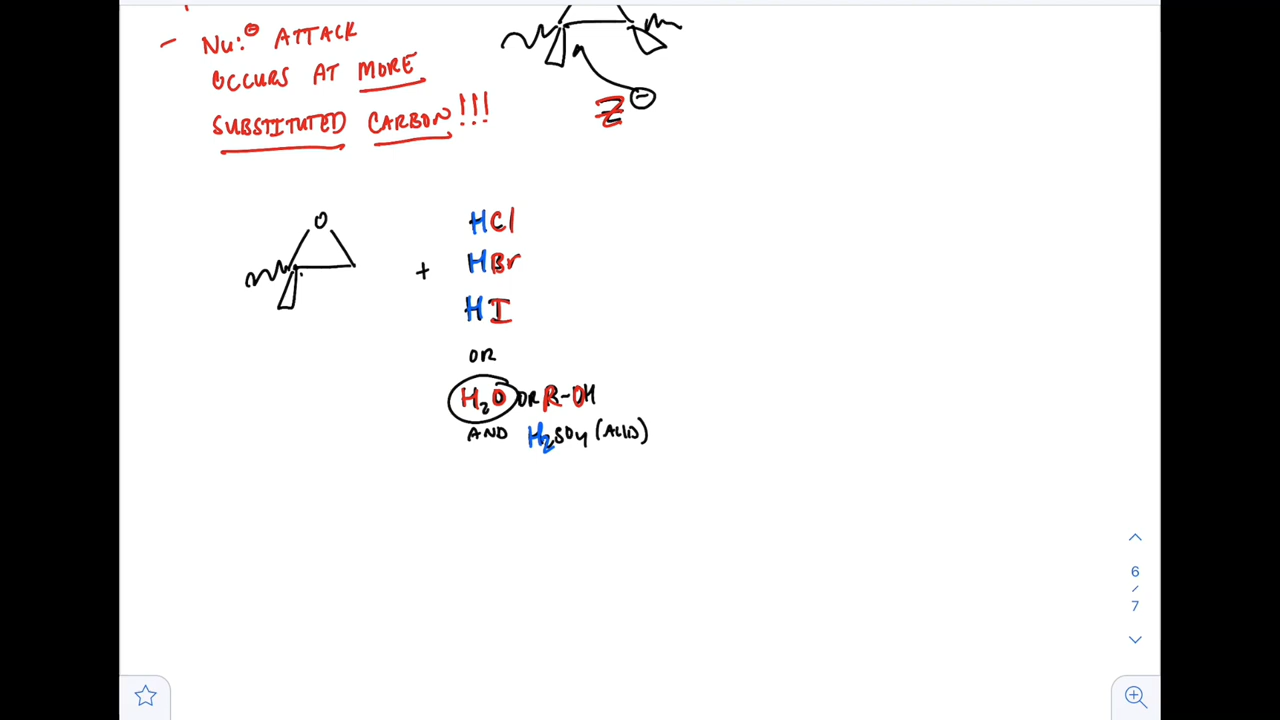 - Nu:⊖ ATTACK
OCCURS AT MORE
SUBSTITUTED CARBON!!!
Z ⊖
O
HCl
HBr
+
HI
OR
H₂O OR R-OH
AND H₂SO4 (ACID)
6
/
7